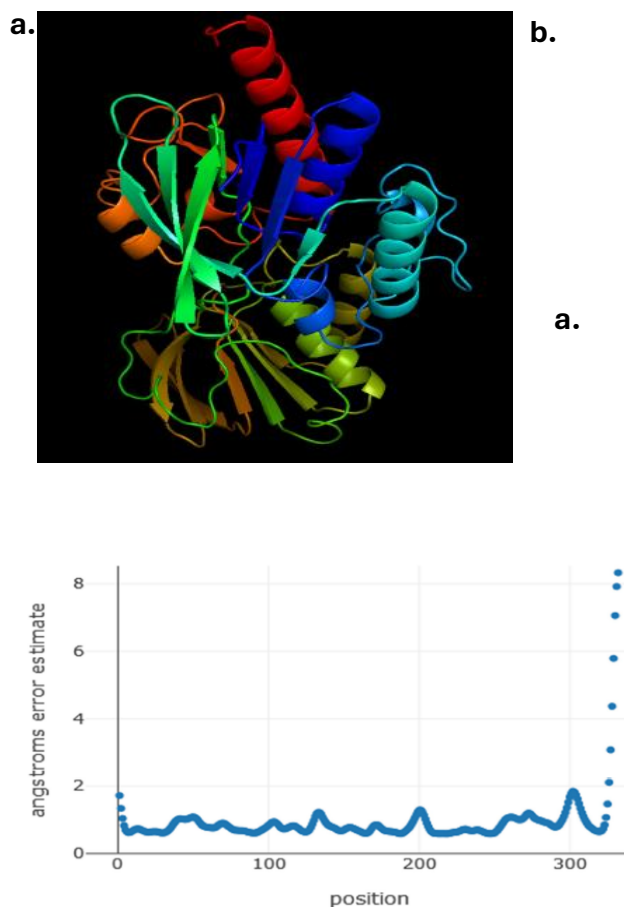 a.
b.
a.
8
6
4
2
0
angstroms error estimate
0 100 200 300
position